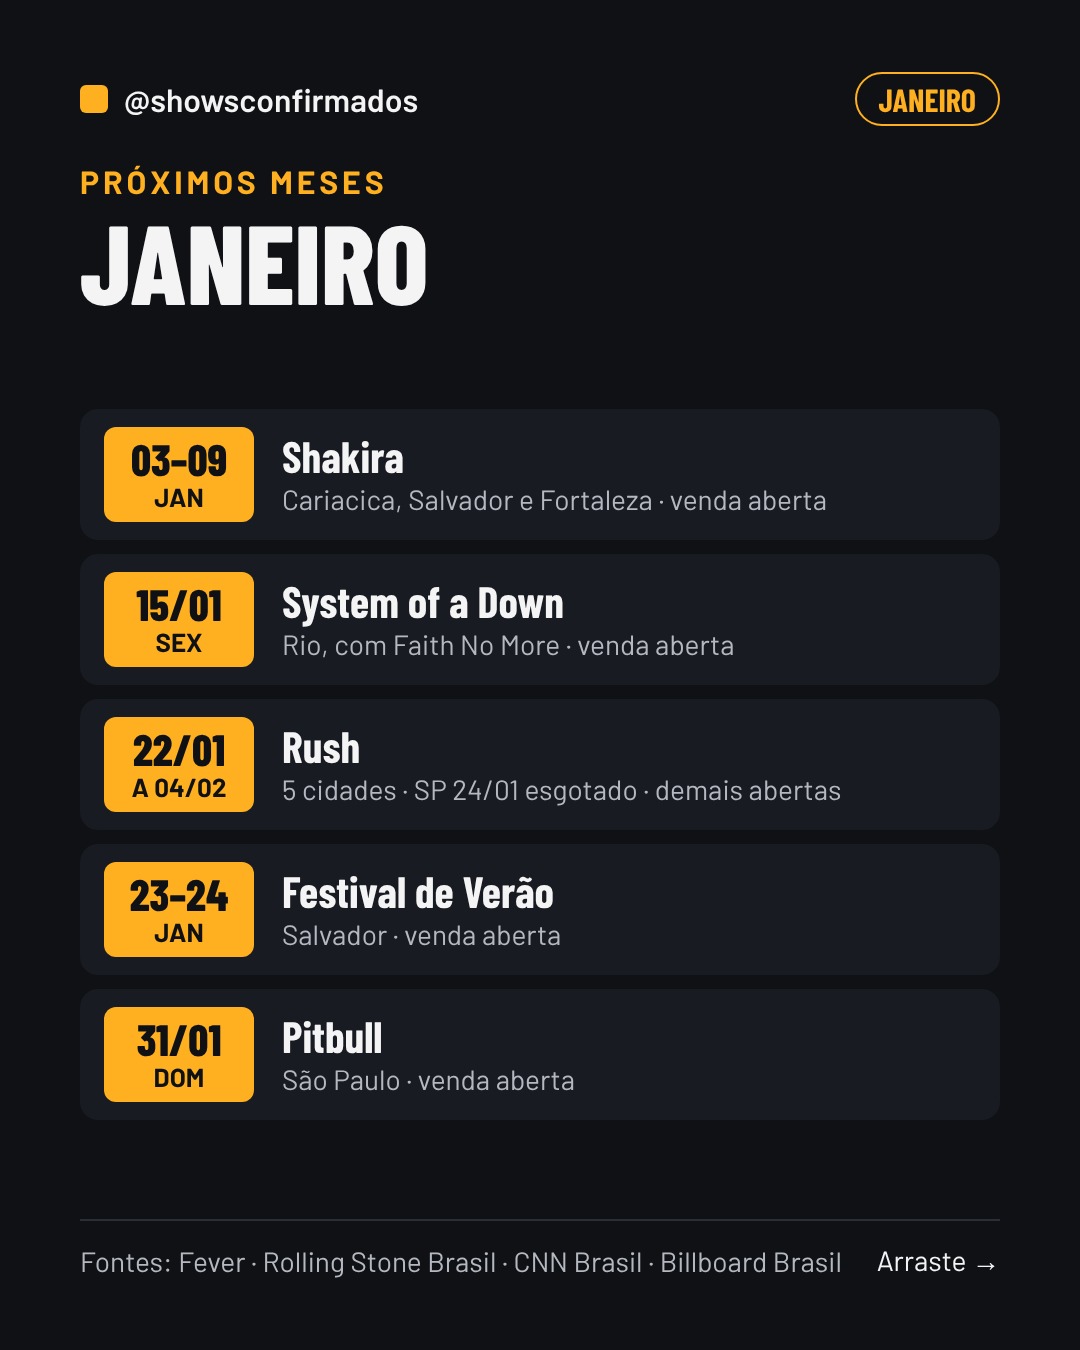 @showsconfirmados
JANEIRO
PRÓXIMOS MESES
JANEIRO
03–09
JAN
Shakira
Cariacica, Salvador e Fortaleza · venda aberta
15/01
SEX
System of a Down
Rio, com Faith No More · venda aberta
22/01
A 04/02
Rush
5 cidades · SP 24/01 esgotado · demais abertas
23–24
JAN
Festival de Verão
Salvador · venda aberta
31/01
DOM
Pitbull
São Paulo · venda aberta
Fontes: Fever · Rolling Stone Brasil · CNN Brasil · Billboard Brasil
Arraste →